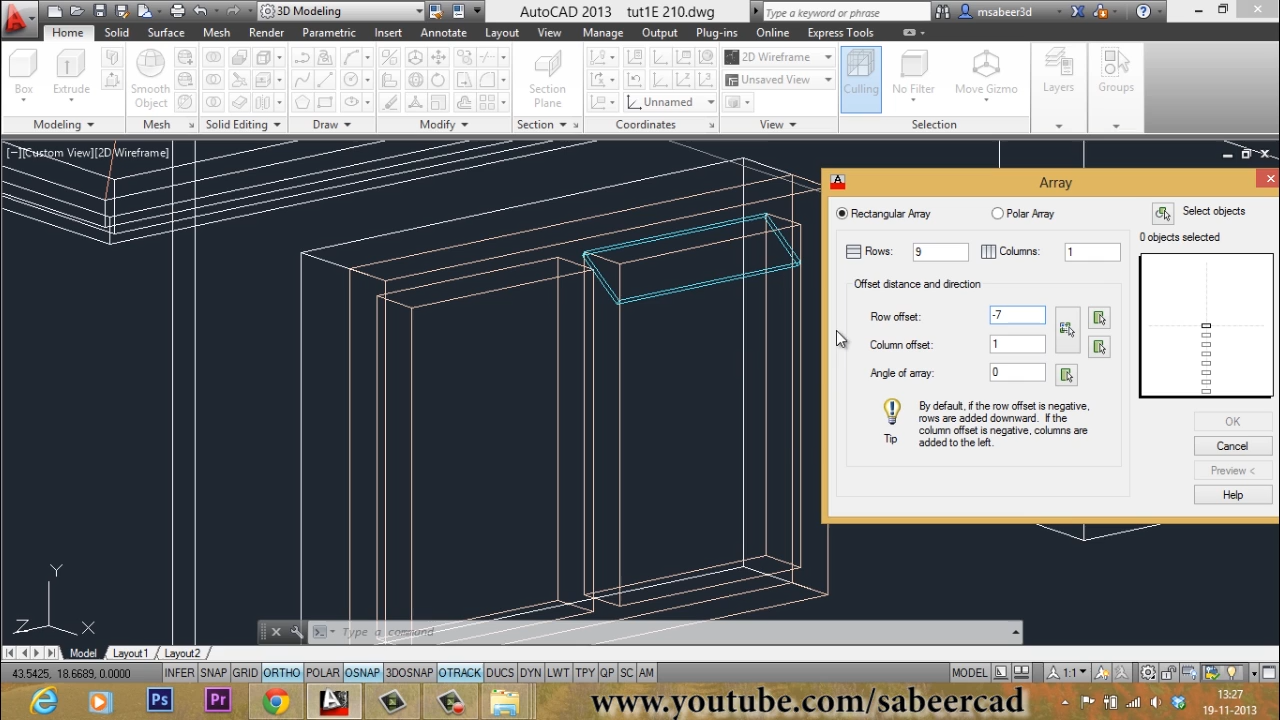 3D Modeling
AutoCAD 2013 tut1E 210.dwg
Type a keyword or phrase
msabeer3d
Home Solid Surface Mesh Render Parametric Insert Annotate Layout View Manage Output Plug-ins Online Express Tools
Box Extrude Smooth Object Section Plane Culling No Filter Move Gizmo Layers Groups
2D Wireframe
Unsaved View
Unnamed
Modeling Mesh Solid Editing Draw Modify Section Coordinates View Selection
[−][Custom View][2D Wireframe]
Array
Rectangular Array Polar Array Select objects
0 objects selected
Rows: 9 Columns: 1
Offset distance and direction
Row offset: -7
Column offset: 1
Angle of array: 0
Tip
By default, if the row offset is negative,
rows are added downward. If the
column offset is negative, columns are
added to the left.
OK
Cancel
Preview <
Help
Y
Z X
Type a command
Model Layout1 Layout2
43.5425, 18.6689, 0.0000 INFER SNAP GRID ORTHO POLAR OSNAP 3DOSNAP OTRACK DUCS DYN LWT TPY QP SC AM MODEL 1:1
Ps Pr
www.youtube.com/sabeercad
13:27
19-11-2013